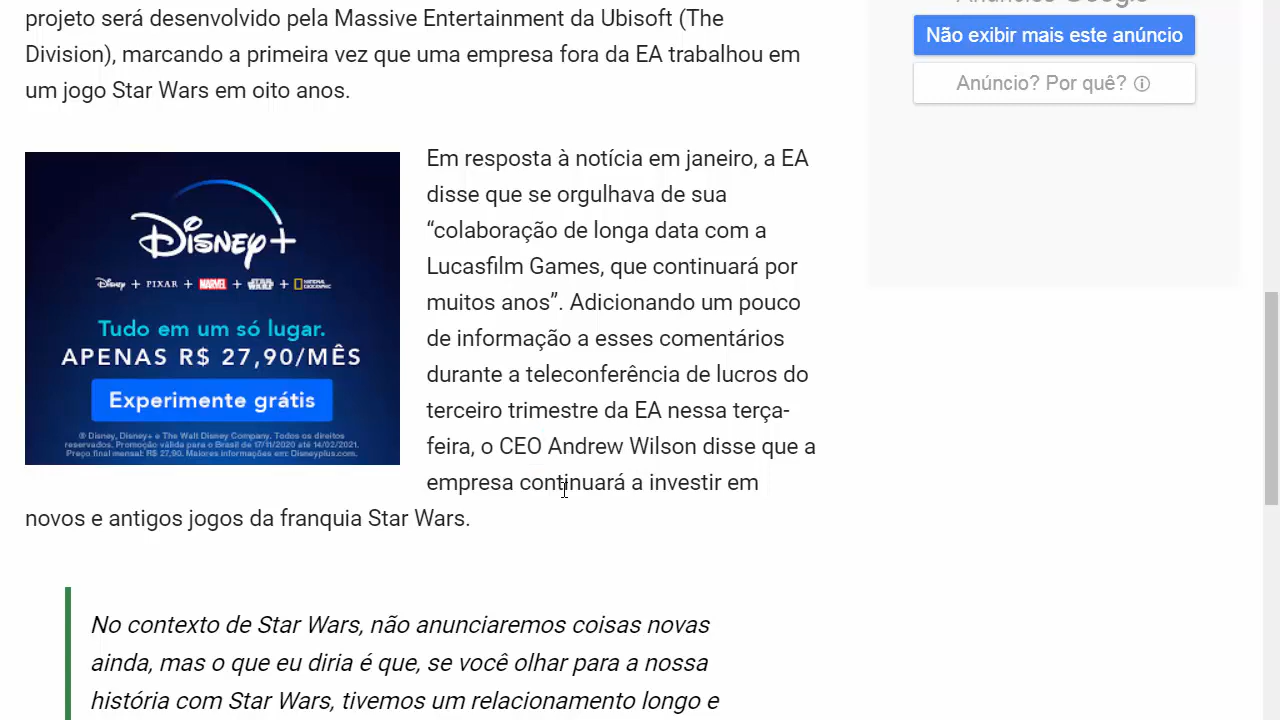 projeto será desenvolvido pela Massive Entertainment da Ubisoft (The
Division), marcando a primeira vez que uma empresa fora da EA trabalhou em
um jogo Star Wars em oito anos.
Disney+
Disney + PIXAR + MARVEL + STAR WARS + NATIONAL GEOGRAPHIC
Tudo em um só lugar.
APENAS R$ 27,90/MÊS
Experimente grátis
® Disney, Disney+ e The Walt Disney Company. Todos os direitos
reservados. Promoção válida para o Brasil de 17/11/2020 até 14/02/2021.
Preço final mensal: R$ 27,90. Maiores informações em: Disneyplus.com.
Em resposta à notícia em janeiro, a EA
disse que se orgulhava de sua
“colaboração de longa data com a
Lucasfilm Games, que continuará por
muitos anos”. Adicionando um pouco
de informação a esses comentários
durante a teleconferência de lucros do
terceiro trimestre da EA nessa terça-
feira, o CEO Andrew Wilson disse que a
empresa continuará a investir em
novos e antigos jogos da franquia Star Wars.
No contexto de Star Wars, não anunciaremos coisas novas
ainda, mas o que eu diria é que, se você olhar para a nossa
história com Star Wars, tivemos um relacionamento longo e
Anúncios Google
Não exibir mais este anúncio
Anúncio? Por quê?